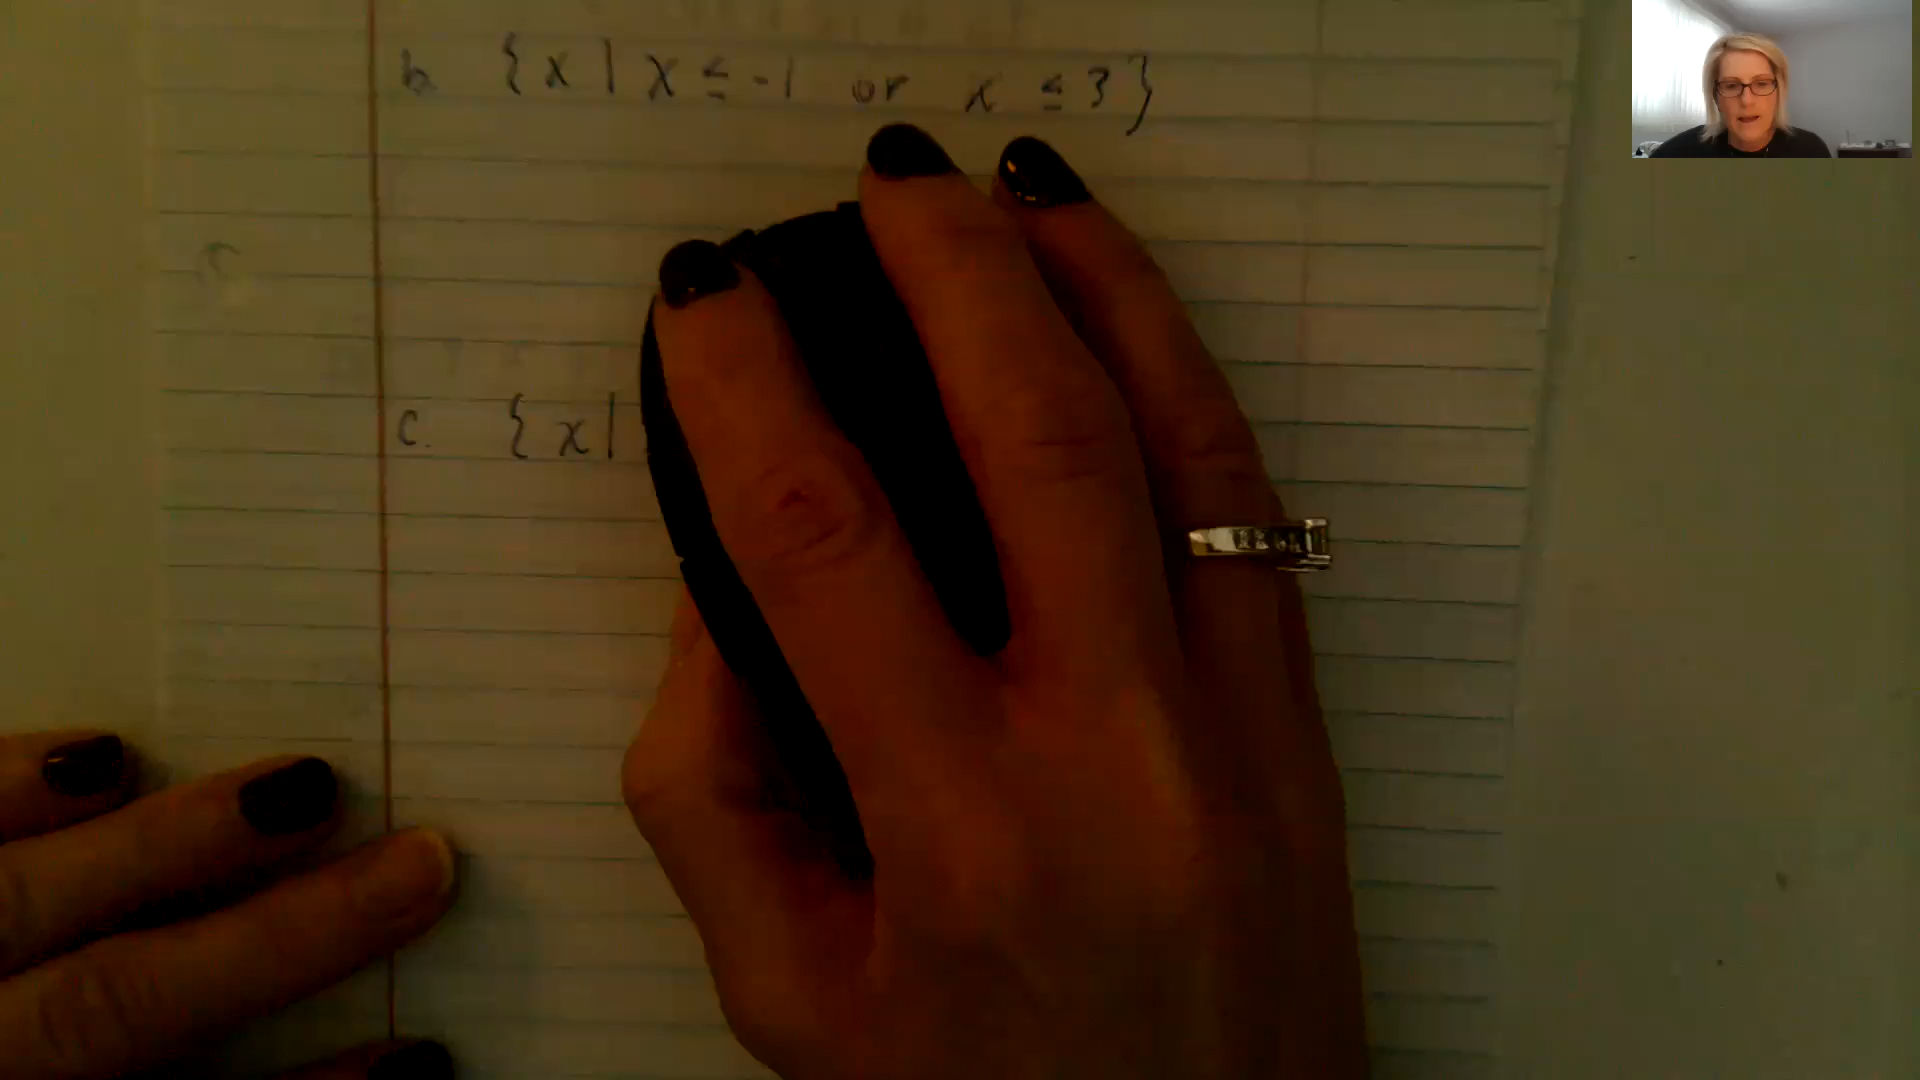 b. {x | x ≤ -1 or x ≤ 3}
c. {x |